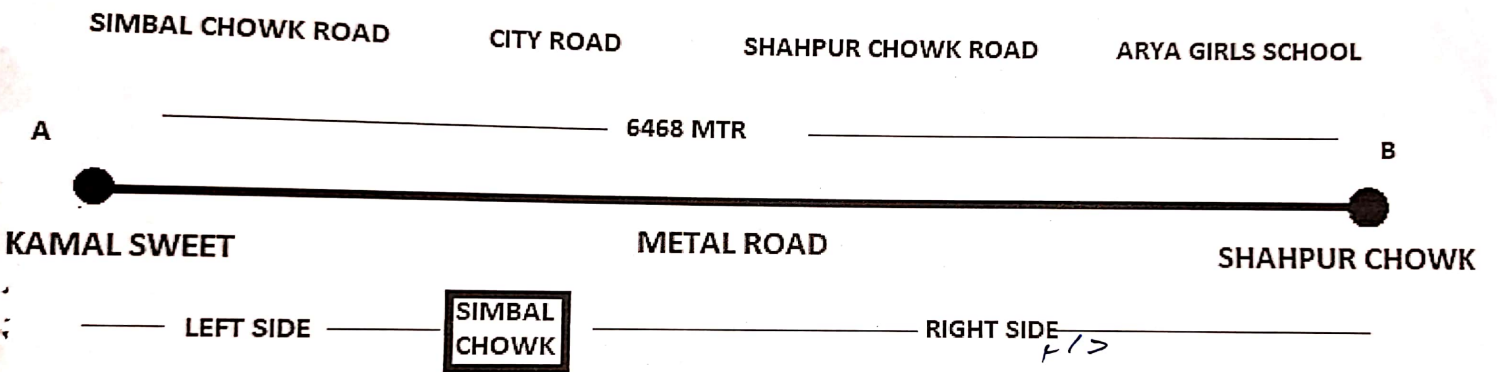 SIMBAL CHOWK ROAD CITY ROAD SHAHPUR CHOWK ROAD ARYA GIRLS SCHOOL
A 6468 MTR B
KAMAL SWEET METAL ROAD SHAHPUR CHOWK
LEFT SIDE SIMBAL CHOWK RIGHT SIDE